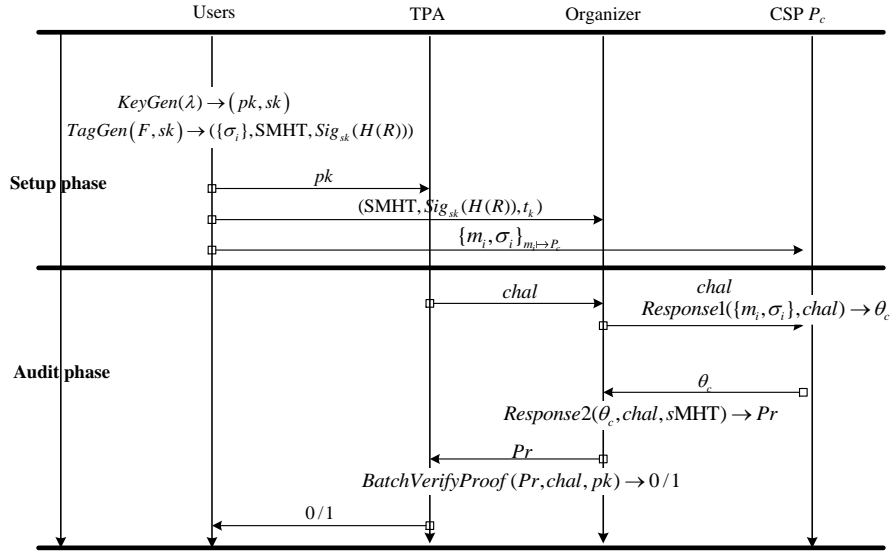 Users TPA Organizer CSP P_c
KeyGen(λ) → (pk, sk)
TagGen(F, sk) → ({σ_i}, SMHT, Sig_sk(H(R)))
Setup phase
pk
(SMHT, Sig_sk(H(R)), t_k)
{m_i, σ_i}_{m_i↦P_c}
chal
chal
Response1({m_i, σ_i}, chal) → θ_c
Audit phase
θ_c
Response2(θ_c, chal, sMHT) → Pr
Pr
BatchVerifyProof(Pr, chal, pk) → 0/1
0/1